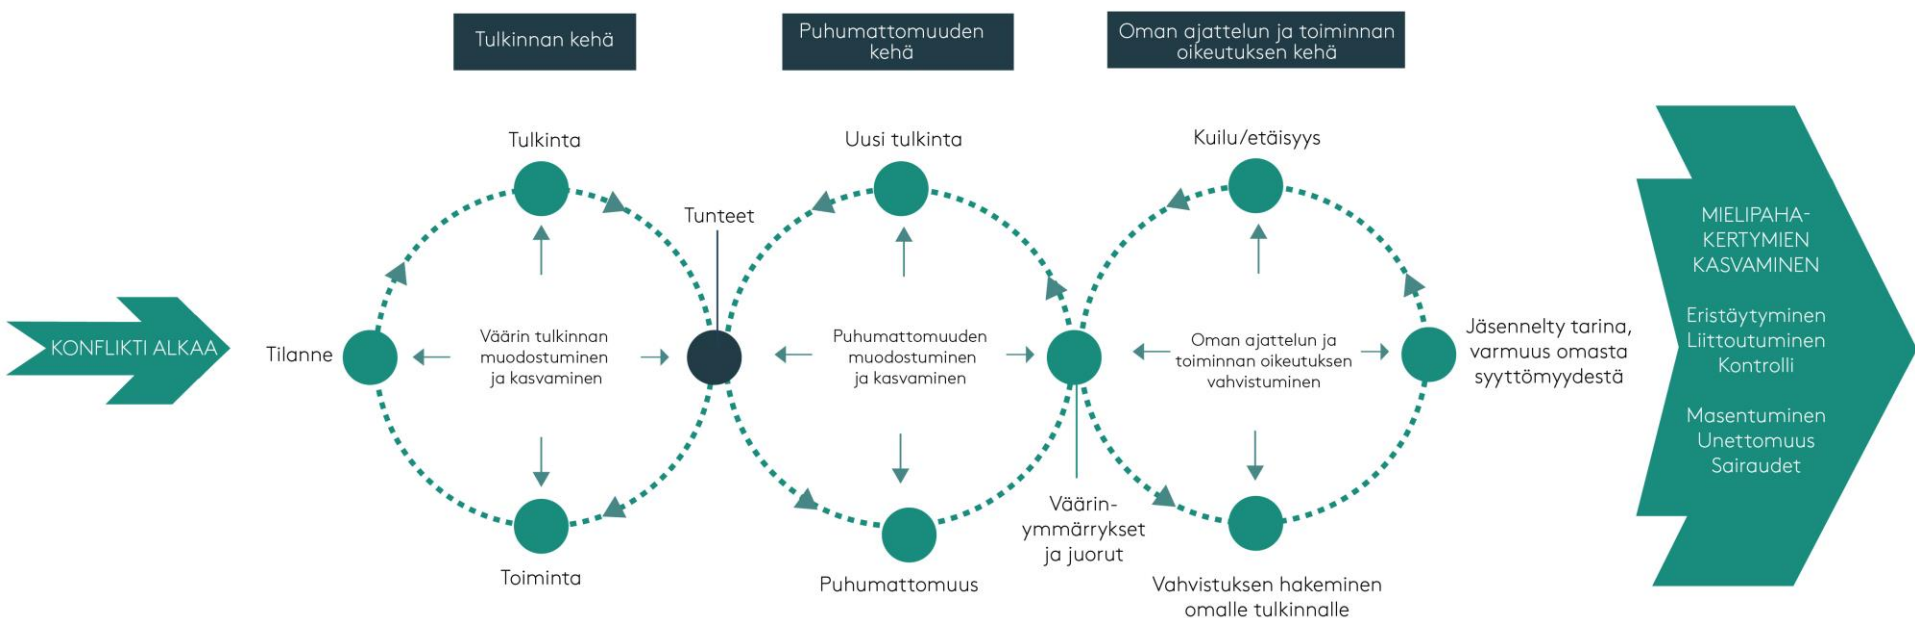 Tulkinnan kehä
Puhumattomuuden
kehä
Oman ajattelun ja toiminnan
oikeutuksen kehä
KONFLIKTI ALKAA
Tilanne
Tulkinta
Väärin tulkinnan
muodostuminen
ja kasvaminen
Toiminta
Tunteet
Uusi tulkinta
Puhumattomuuden
muodostuminen
ja kasvaminen
Puhumattomuus
Väärin-
ymmärrykset
ja juorut
Kuilu/etäisyys
Oman ajattelun ja
toiminnan oikeutuksen
vahvistuminen
Vahvistuksen hakeminen
omalle tulkinnalle
Jäsennelty tarina,
varmuus omasta
syyttömyydestä
MIELIPAHA-
KERTYMIEN
KASVAMINEN
Eristäytyminen
Liittoutuminen
Kontrolli
Masentuminen
Unettomuus
Sairaudet